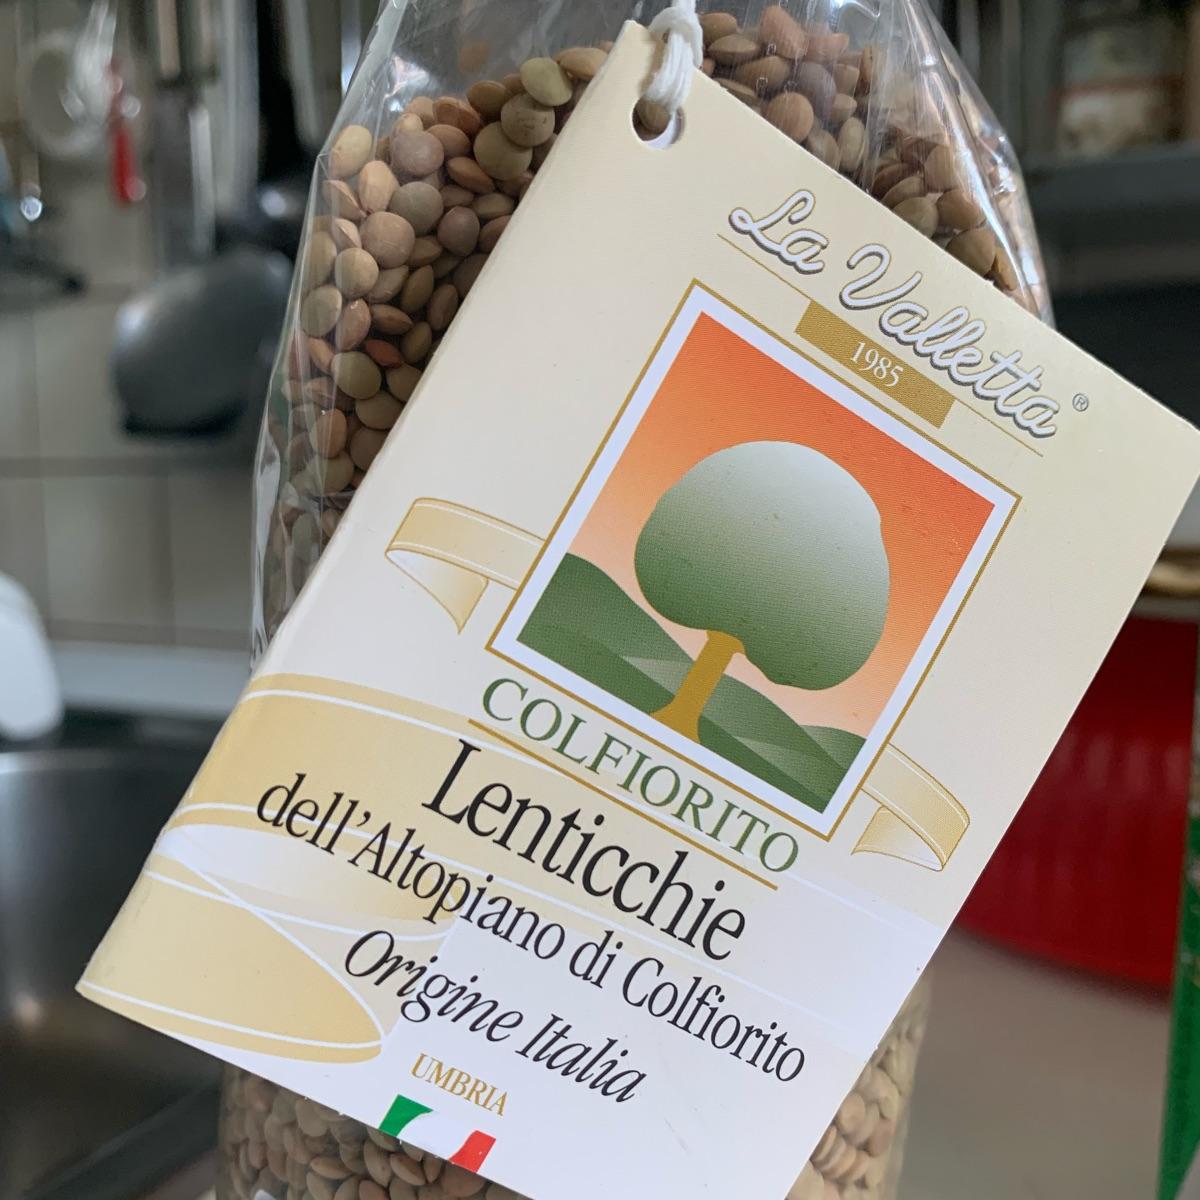 La Valletta®
1985
COLFIORITO
Lenticchie
dell'Altopiano di Colfiorito
Origine Italia
UMBRIA